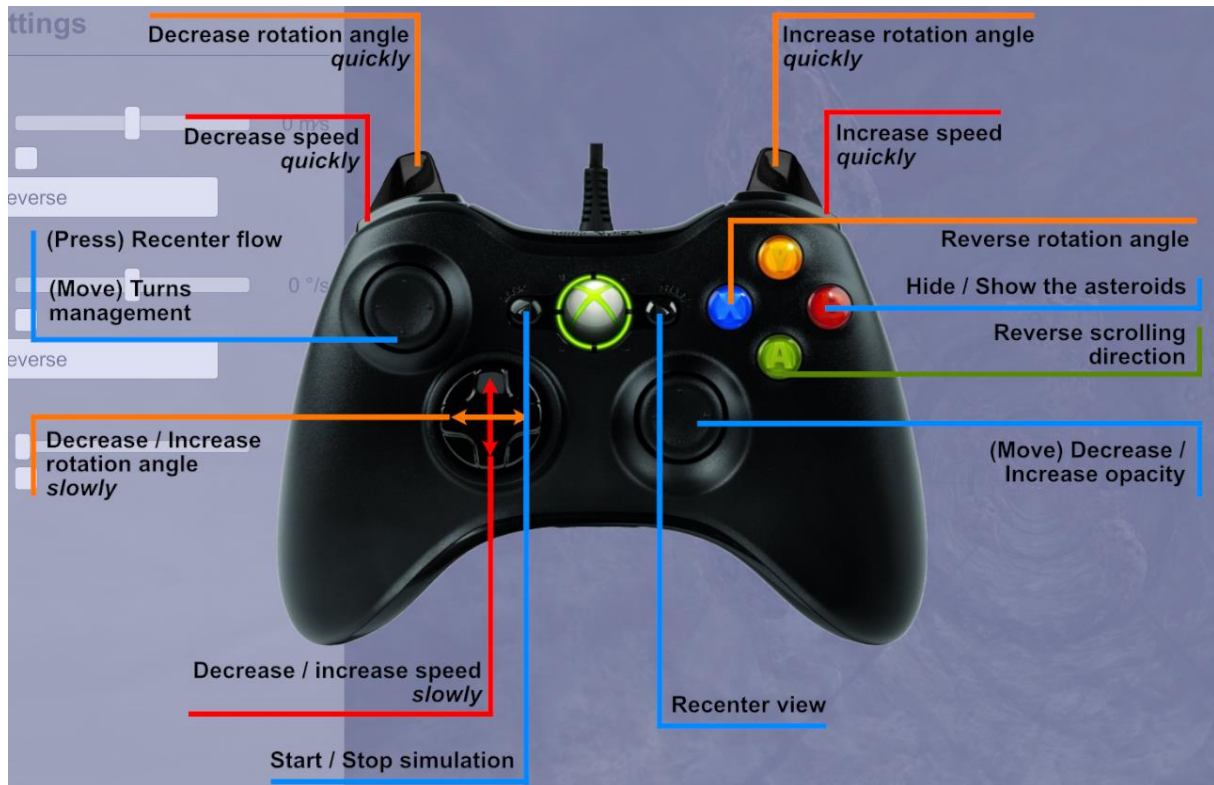 ttings
Decrease rotation angle
quickly
Increase rotation angle
quickly
0 m/s
Decrease speed
quickly
Increase speed
quickly
everse
(Press) Recenter flow
(Move) Turns
management
0 °/s
everse
Reverse rotation angle
Hide / Show the asteroids
Reverse scrolling
direction
Y
X
A
Decrease / Increase
rotation angle
slowly
(Move) Decrease /
Increase opacity
Decrease / increase speed
slowly
Recenter view
Start / Stop simulation